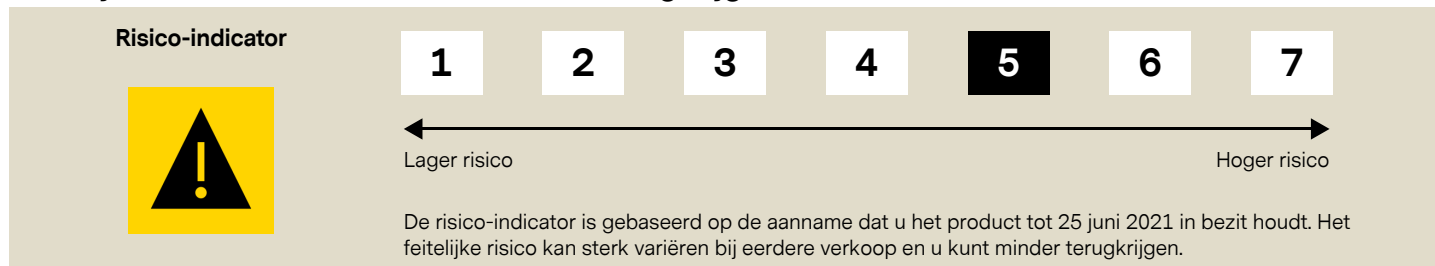 Risico-indicator
1 2 3 4 5 6 7
Lager risico Hoger risico
De risico-indicator is gebaseerd op de aanname dat u het product tot 25 juni 2021 in bezit houdt. Het
feitelijke risico kan sterk variëren bij eerdere verkoop en u kunt minder terugkrijgen.